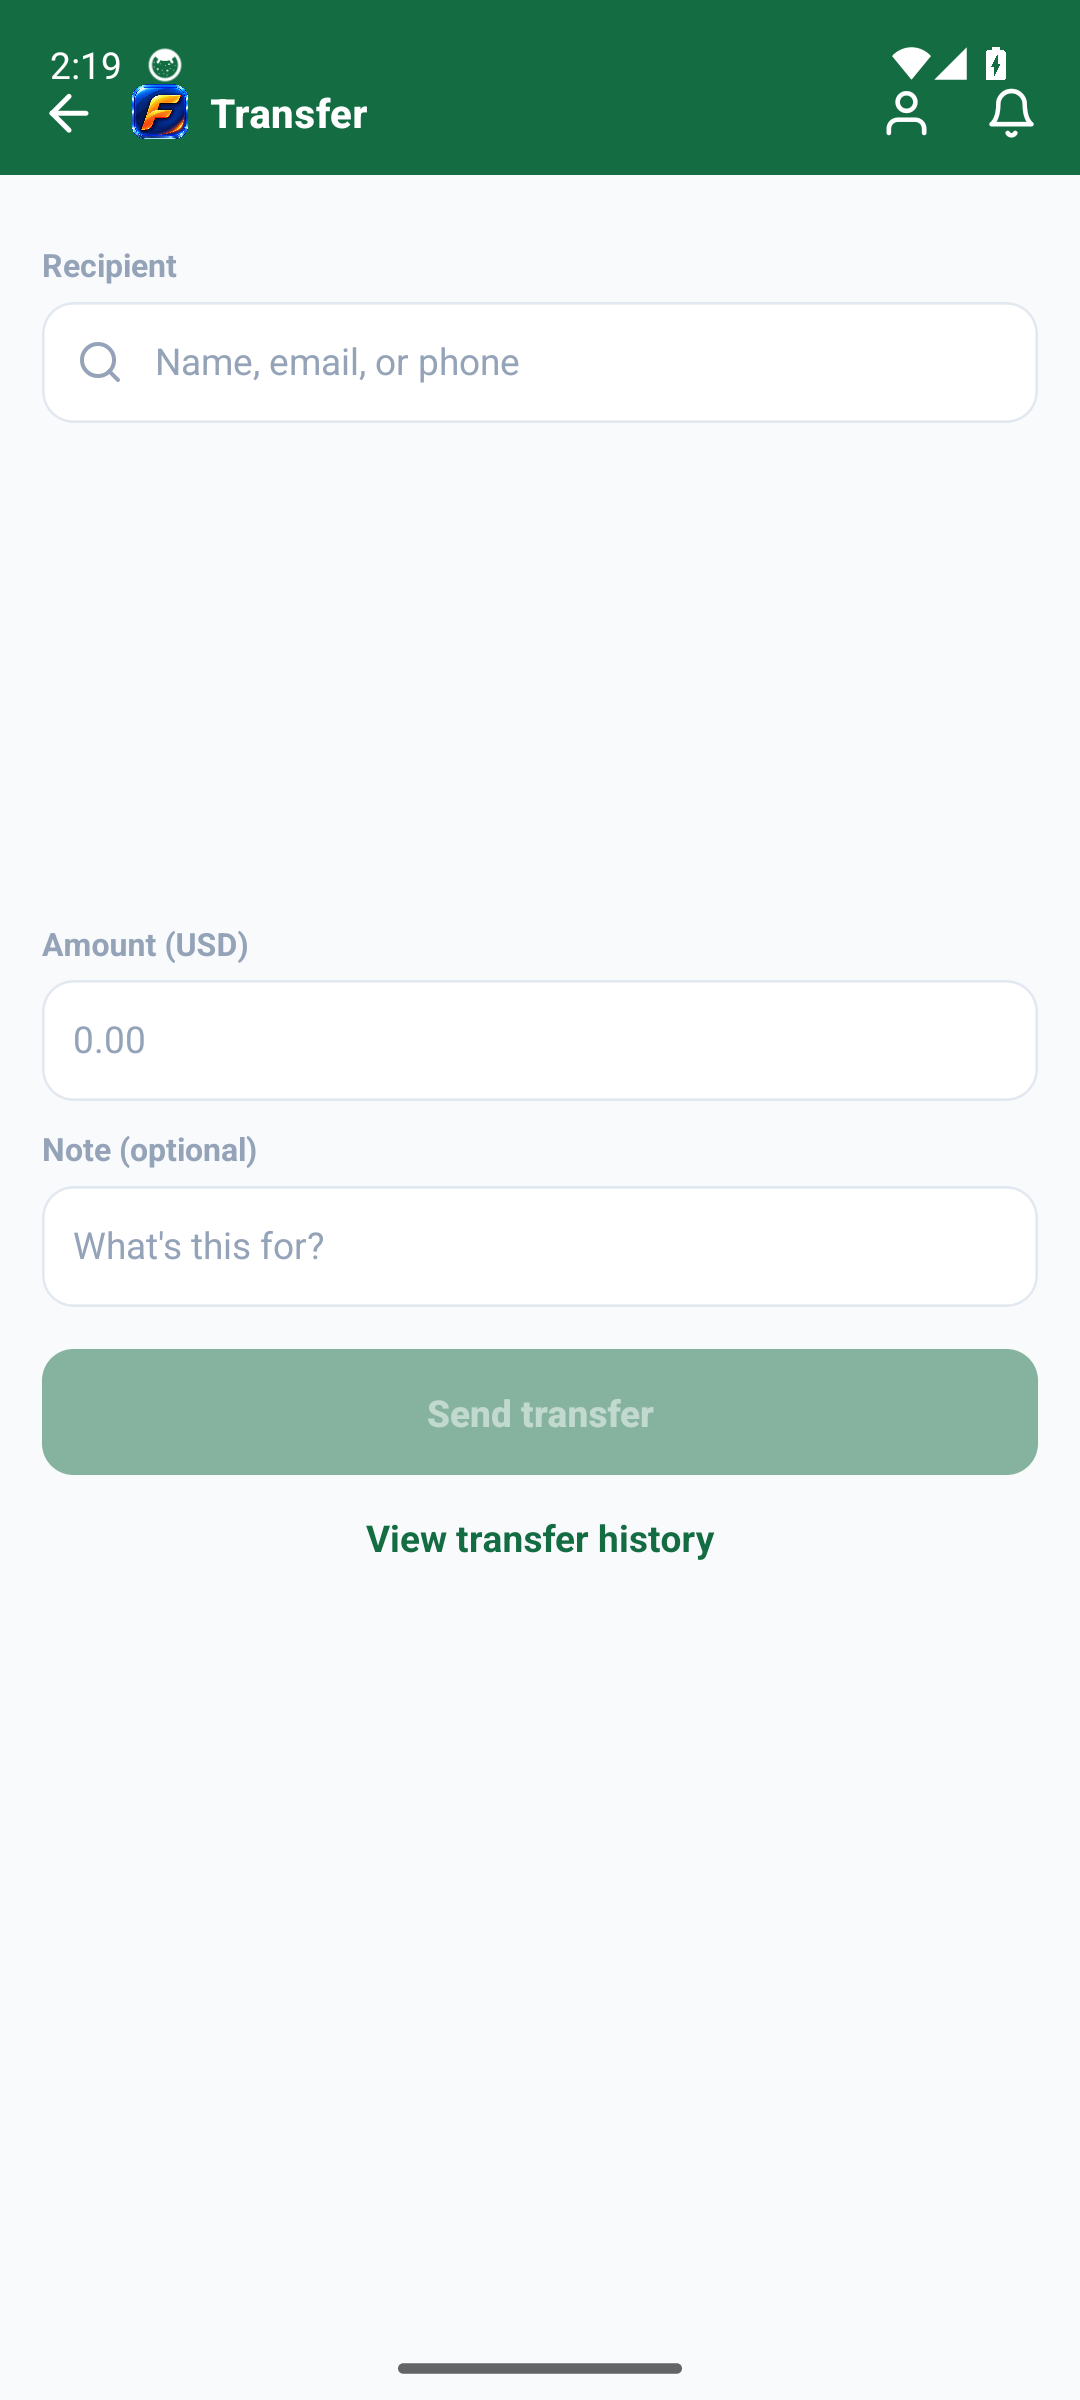 2:19
Transfer
Recipient
Name, email, or phone
Amount (USD)
0.00
Note (optional)
What's this for?
Send transfer
View transfer history